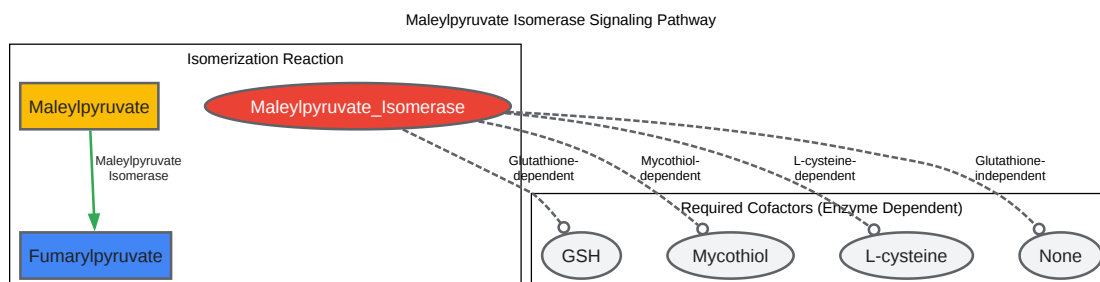 Maleylpyruvate Isomerase Signaling Pathway
Isomerization Reaction
Maleylpyruvate
Maleylpyruvate_Isomerase
Maleylpyruvate
Isomerase
Glutathione-
dependent
Mycothiol-
dependent
L-cysteine-
dependent
Glutathione-
independent
Required Cofactors (Enzyme Dependent)
Fumarylpyruvate
GSH
Mycothiol
L-cysteine
None